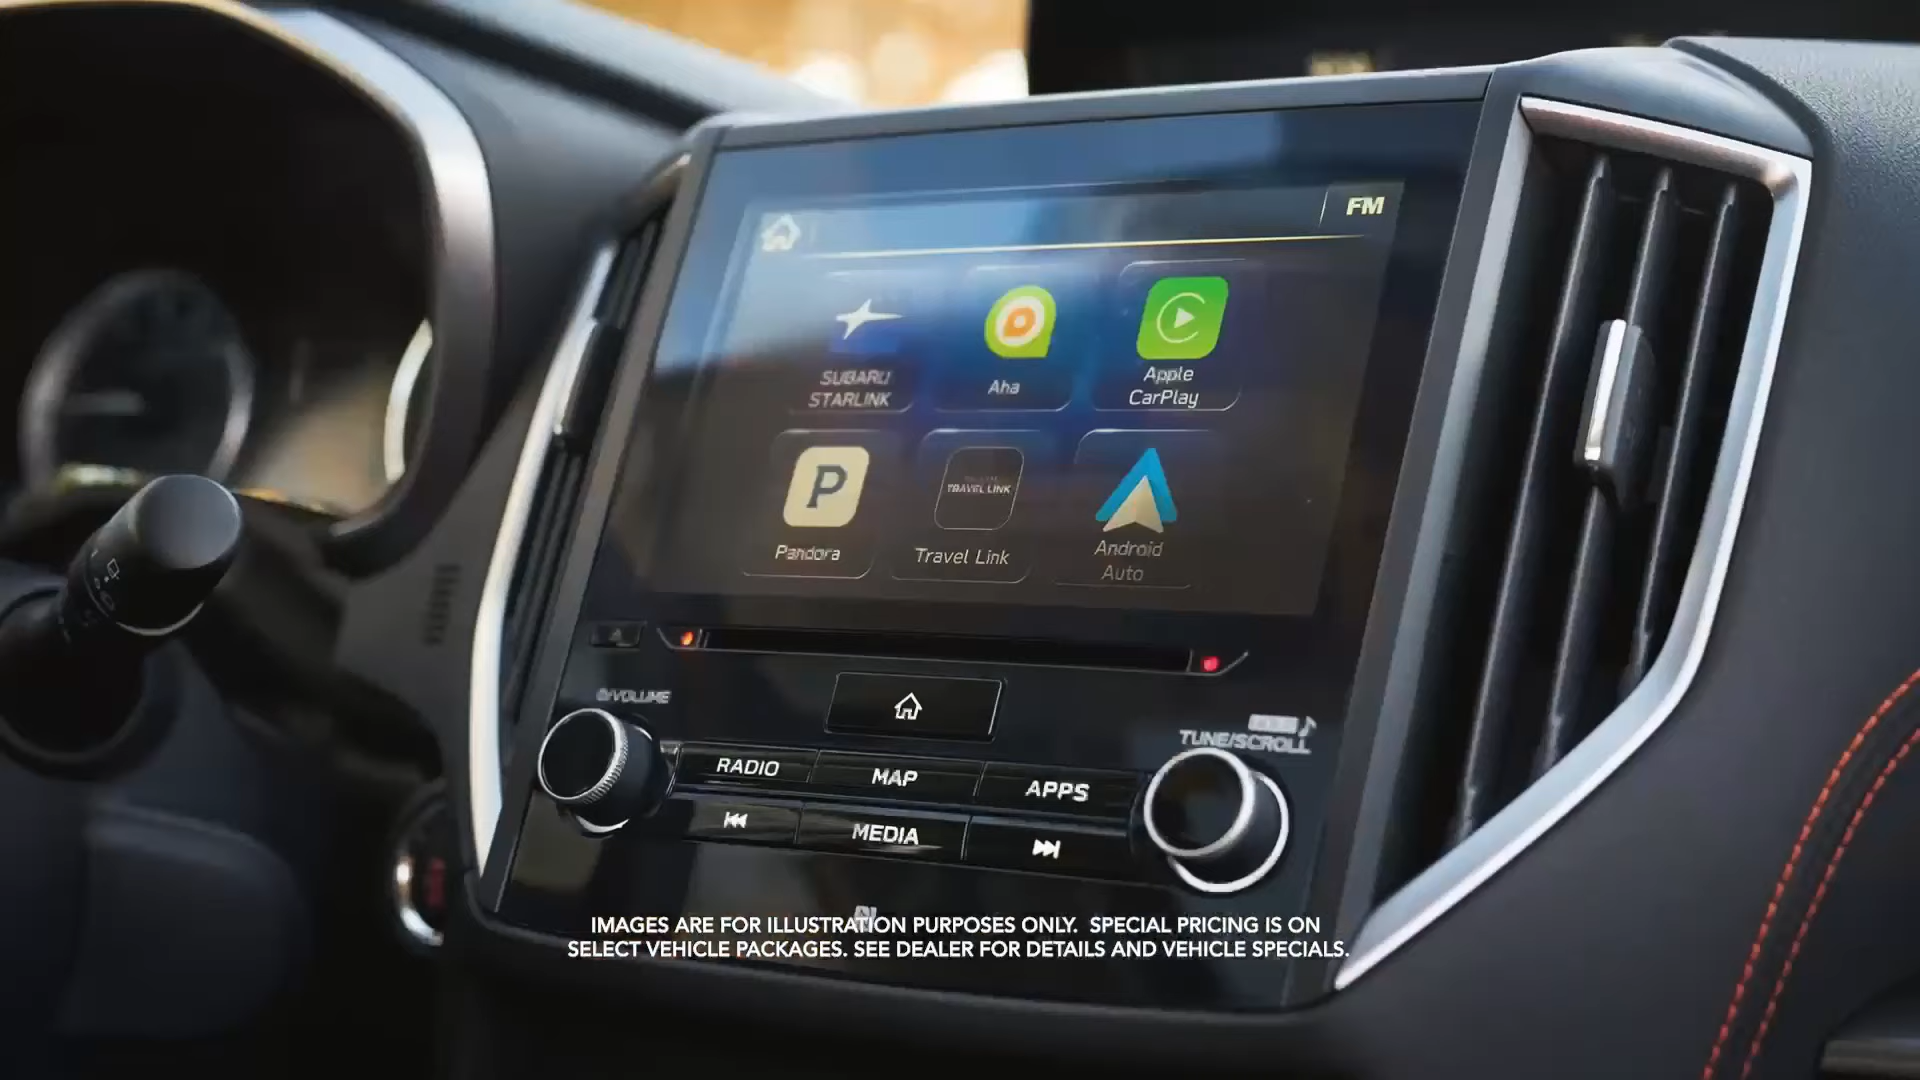 FM
SUBARU
STARLINK
Aha
Apple
CarPlay
P
TRAVEL LINK
Pandora
Travel Link
Android
Auto
/VOLUME
TUNE/SCROLL
RADIO
MAP
APPS
MEDIA
IMAGES ARE FOR ILLUSTRATION PURPOSES ONLY. SPECIAL PRICING IS ON
SELECT VEHICLE PACKAGES. SEE DEALER FOR DETAILS AND VEHICLE SPECIALS.